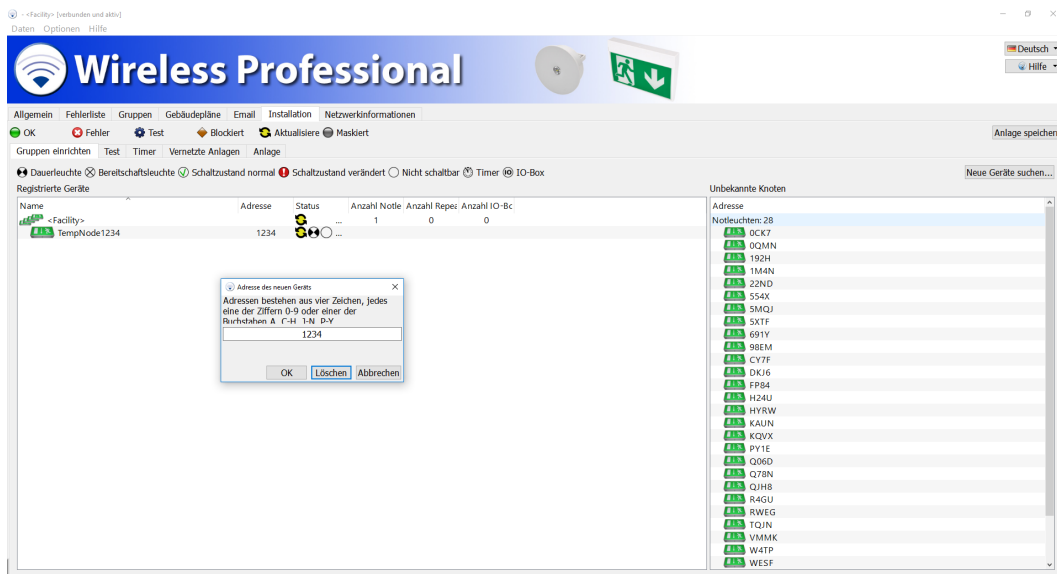 - <Facility> [verbunden und aktiv]
Daten Optionen Hilfe
Wireless Professional
Deutsch
Hilfe
Allgemein Fehlerliste Gruppen Gebäudepläne Email Installation Netzwerkinformationen
OK Fehler Test Blockiert Aktualisiere Maskiert
Anlage speichern
Gruppen einrichten Test Timer Vernetzte Anlagen Anlage
Dauerleuchte Bereitschaftsleuchte Schaltzustand normal Schaltzustand verändert Nicht schaltbar Timer IO-Box
Neue Geräte suchen...
Registrierte Geräte
Name Adresse Status Anzahl Notle Anzahl Repea Anzahl IO-Bc
<Facility> ... 1 0 0
TempNode1234 1234 ...
Adresse des neuen Geräts
Adressen bestehen aus vier Zeichen, jedes
eine der Ziffern 0-9 oder einer der
Buchstaben A, C-H, J-N, P-Y
1234
OK Löschen Abbrechen
Unbekannte Knoten
Adresse
Notleuchten: 28
0CK7
0QMN
192H
1M4N
22ND
554X
5MQJ
5XTF
691Y
98EM
CY7F
DKJ6
FP84
H24U
HYRW
KAUN
KQVX
PY1E
Q06D
Q78N
QJH8
R4GU
RWEG
TQJN
VMMK
W4TP
WESF